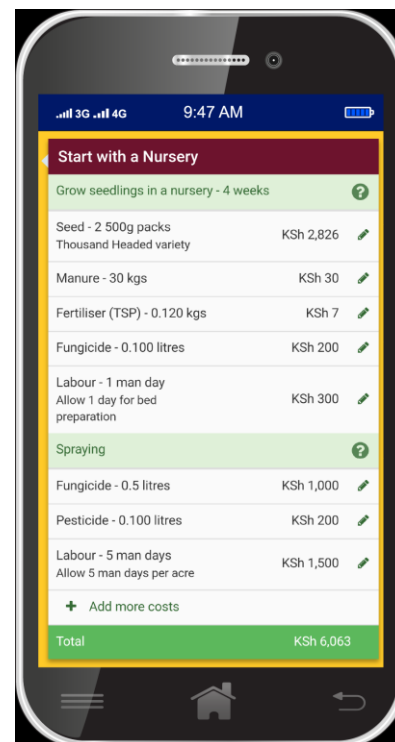 3G 4G 9:47 AM
Start with a Nursery
Grow seedlings in a nursery - 4 weeks ?
Seed - 2 500g packs KSh 2,826
Thousand Headed variety
Manure - 30 kgs KSh 30
Fertiliser (TSP) - 0.120 kgs KSh 7
Fungicide - 0.100 litres KSh 200
Labour - 1 man day KSh 300
Allow 1 day for bed
preparation
Spraying ?
Fungicide - 0.5 litres KSh 1,000
Pesticide - 0.100 litres KSh 200
Labour - 5 man days KSh 1,500
Allow 5 man days per acre
+ Add more costs
Total KSh 6,063